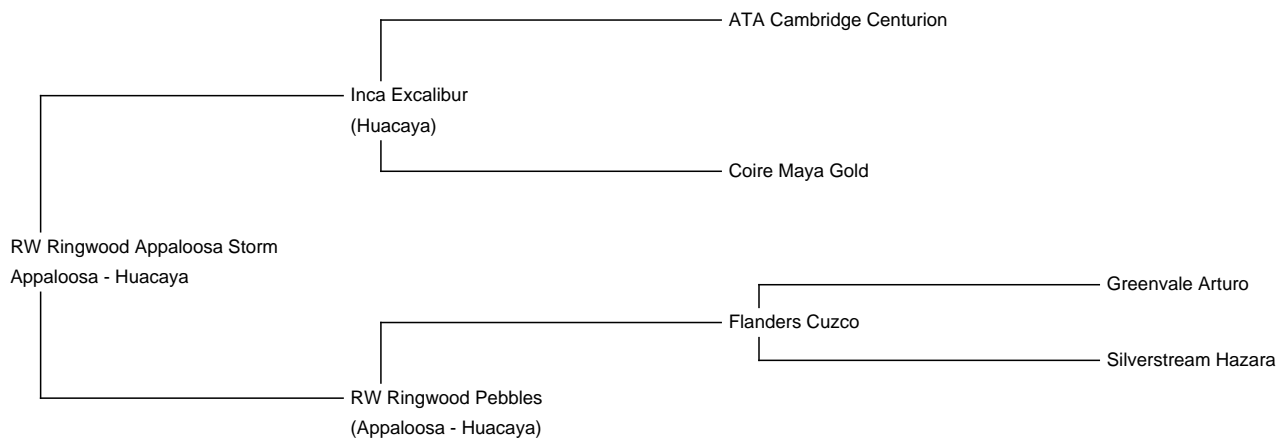 ATA Cambridge Centurion
Inca Excalibur
(Huacaya)
Coire Maya Gold
RW Ringwood Appaloosa Storm
Appaloosa - Huacaya
Greenvale Arturo
Flanders Cuzco
Silverstream Hazara
RW Ringwood Pebbles
(Appaloosa - Huacaya)